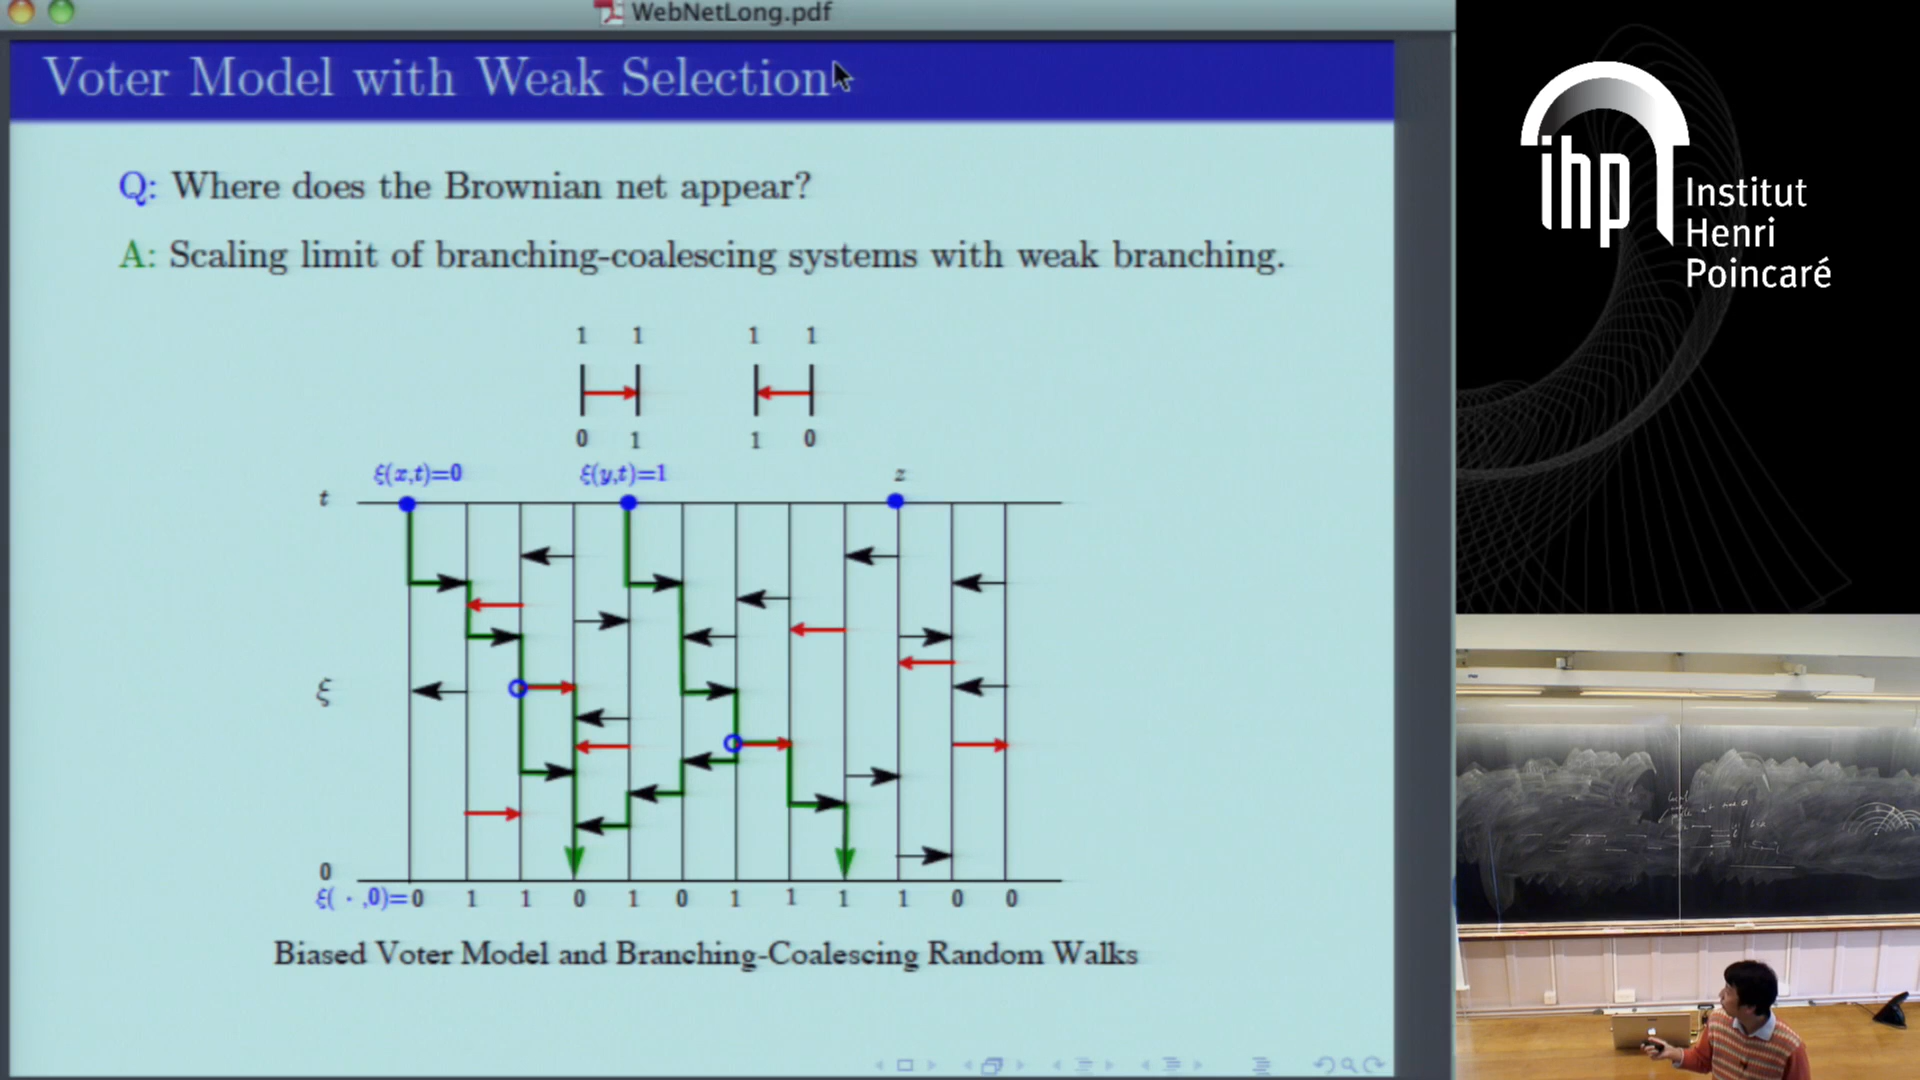 WebNetLong.pdf
Voter Model with Weak Selection
Q: Where does the Brownian net appear?
A: Scaling limit of branching-coalescing systems with weak branching.
1 1 1 1
0 1 1 0
ξ(x,t)=0 ξ(y,t)=1 z
t
ξ
0
ξ( · ,0)=0 1 1 0 1 0 1 1 1 1 0 0
Biased Voter Model and Branching-Coalescing Random Walks
ihp Institut
Henri
Poincaré